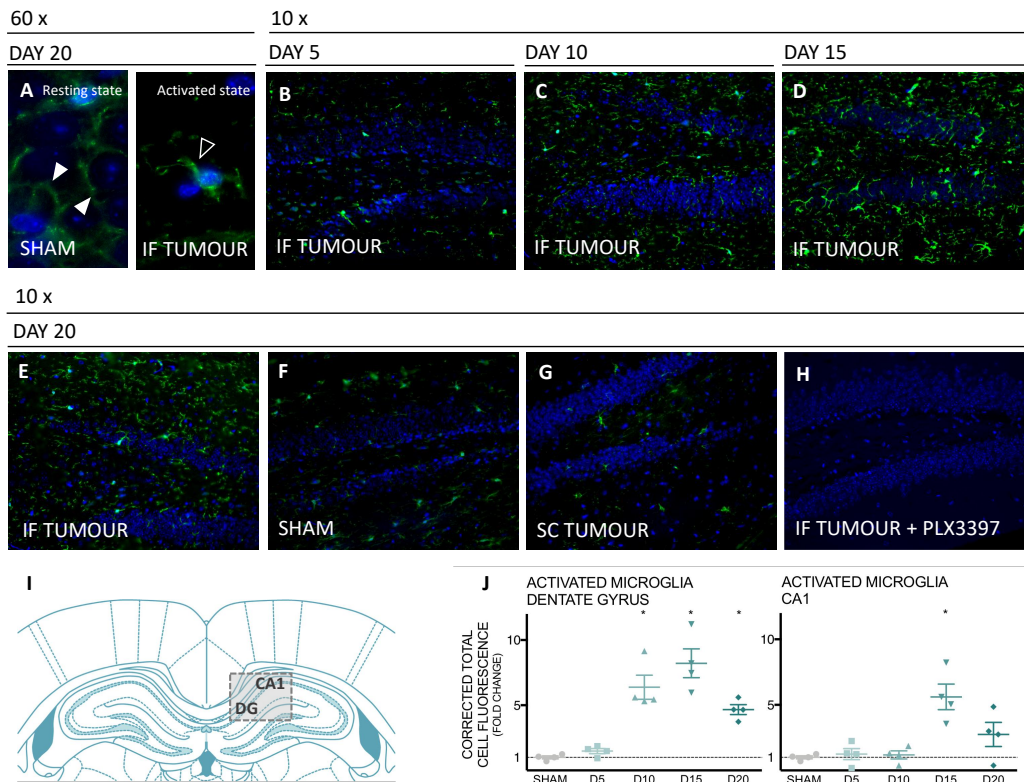 60 x
10 x
DAY 20
DAY 5
DAY 10
DAY 15
A Resting state
SHAM
Activated state
IF TUMOUR
B
IF TUMOUR
C
IF TUMOUR
D
IF TUMOUR
10 x
DAY 20
E
IF TUMOUR
F
SHAM
G
SC TUMOUR
H
IF TUMOUR + PLX3397
I
CA1
DG
J
ACTIVATED MICROGLIA
DENTATE GYRUS
CORRECTED TOTAL
CELL FLUORESCENCE
(FOLD CHANGE)
* * *
10
5
1
SHAM D5 D10 D15 D20
ACTIVATED MICROGLIA
CA1
*
10
5
1
SHAM D5 D10 D15 D20